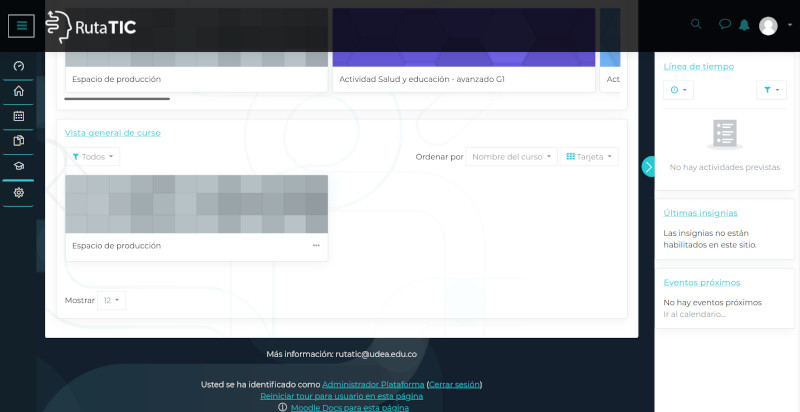 RutaTIC
Espacio de producción
Actividad Salud y educación - avanzado G1
Act
Vista general de curso
Todos
Ordenar por
Nombre del curso
Tarjeta
Espacio de producción
Mostrar
12
Línea de tiempo
No hay actividades previstas
Últimas insignias
Las insignias no están
habilitados en este sitio.
Eventos próximos
No hay eventos próximos
Ir al calendario...
Más información: rutatic@udea.edu.co
Usted se ha identificado como Administrador Plataforma (Cerrar sesión)
Reiniciar tour para usuario en esta página
Moodle Docs para esta página